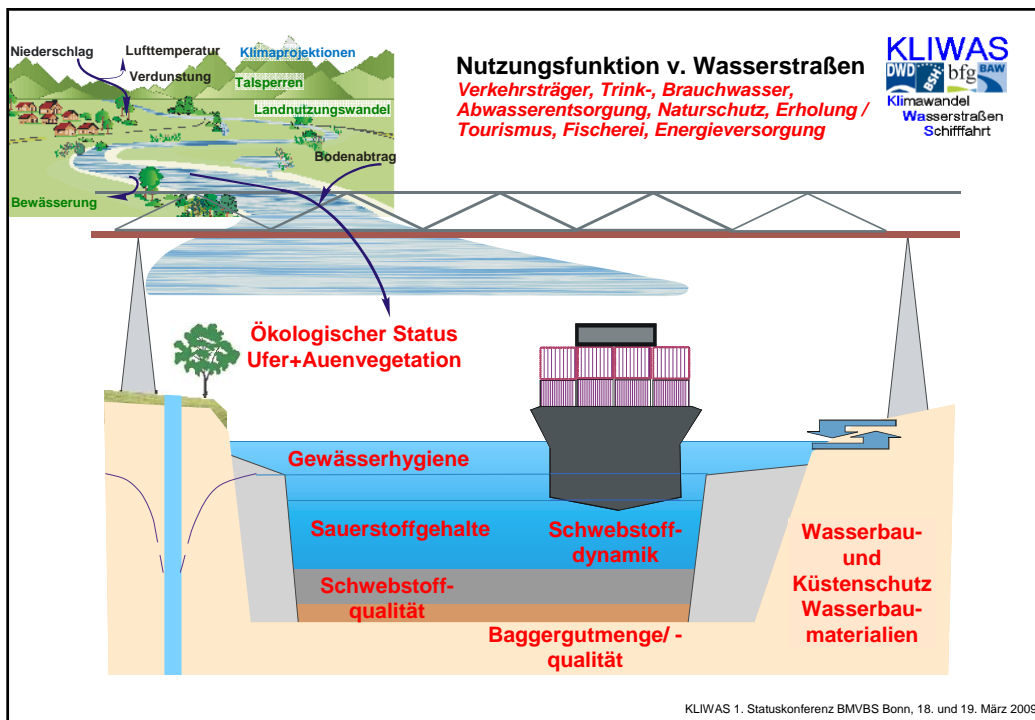 Niederschlag
Lufttemperatur
Klimaprojektionen
Verdunstung
Talsperren
Landnutzungswandel
Bodenabtrag
Bewässerung
Nutzungsfunktion v. Wasserstraßen
Verkehrsträger, Trink-, Brauchwasser,
Abwasserentsorgung, Naturschutz, Erholung /
Tourismus, Fischerei, Energieversorgung
KLIWAS
DWD BSH bfg BAW
Klimawandel
Wasserstraßen
Schifffahrt
Ökologischer Status
Ufer+Auenvegetation
Gewässerhygiene
Sauerstoffgehalte
Schwebstoff-
dynamik
Schwebstoff-
qualität
Baggergutmenge/ -
qualität
Wasserbau-
und
Küstenschutz
Wasserbau-
materialien
KLIWAS 1. Statuskonferenz BMVBS Bonn, 18. und 19. März 2009